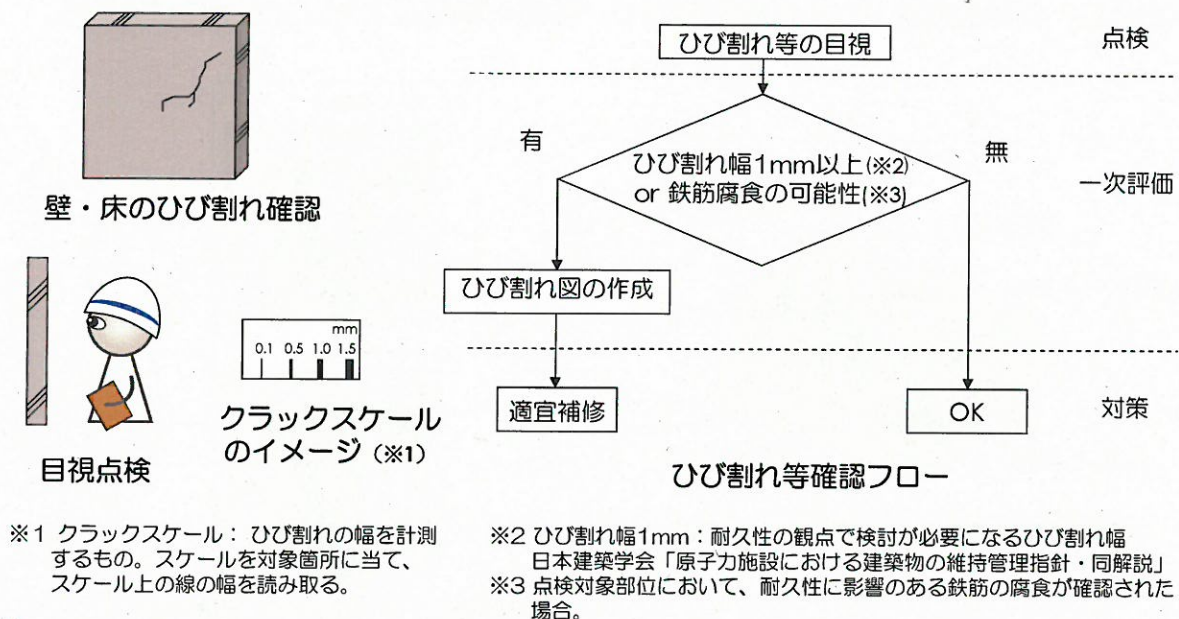 壁・床のひび割れ確認
mm
0.1 0.5 1.0 1.5
クラックスケール
のイメージ（※1）
目視点検
※1 クラックスケール： ひび割れの幅を計測
するもの。スケールを対象箇所に当て、
スケール上の線の幅を読み取る。
ひび割れ等の目視
点検
有
無
ひび割れ幅1mm以上(※2)
or 鉄筋腐食の可能性(※3)
一次評価
ひび割れ図の作成
適宜補修
OK
対策
ひび割れ等確認フロー
※2 ひび割れ幅1mm：耐久性の観点で検討が必要になるひび割れ幅
日本建築学会「原子力施設における建築物の維持管理指針・同解説」
※3 点検対象部位において、耐久性に影響のある鉄筋の腐食が確認された
場合。